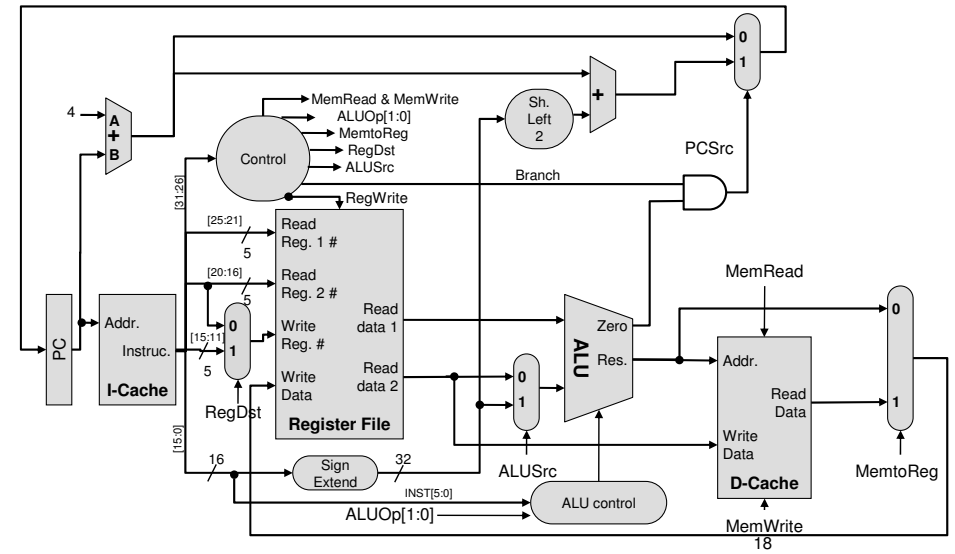 0
1
4
A
+
B
+
Sh.
Left
2
MemRead & MemWrite
ALUOp[1:0]
MemtoReg
RegDst
ALUSrc
Control
PCSrc
Branch
[31:26]
RegWrite
[25:21]
5
Read
Reg. 1 #
[20:16]
5
Read
Reg. 2 #
0
1
[15:11]
5
Write
Reg. #
Write
Data
Read
data 1
Read
data 2
Register File
RegDst
PC
Addr.
Instruc.
I-Cache
[15:0]
16
Sign
Extend
32
INST[5:0]
ALUOp[1:0]
ALU control
0
1
ALUSrc
ALU
Zero
Res.
MemRead
Addr.
Read
Data
Write
Data
D-Cache
MemWrite
18
0
1
MemtoReg